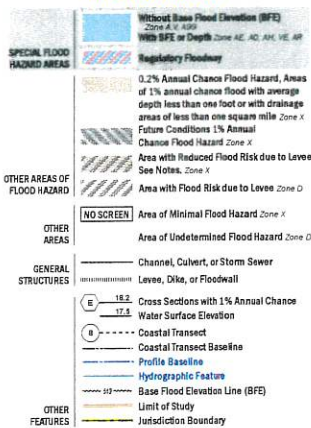 Without Base Flood Elevation (BFE)
Zone A, V, A99
With BFE or Depth Zone AE, AO, AH, VE, AR
SPECIAL FLOOD
HAZARD AREAS
Regulatory Floodway
0.2% Annual Chance Flood Hazard, Areas
of 1% annual chance flood with average
depth less than one foot or with drainage
areas of less than one square mile Zone X
Future Conditions 1% Annual
Chance Flood Hazard Zone X
Area with Reduced Flood Risk due to Levee
See Notes. Zone X
OTHER AREAS OF
FLOOD HAZARD
Area with Flood Risk due to Levee Zone D
NO SCREEN Area of Minimal Flood Hazard Zone X
OTHER
AREAS
Area of Undetermined Flood Hazard Zone D
GENERAL
STRUCTURES
Channel, Culvert, or Storm Sewer
Levee, Dike, or Floodwall
E 18.2 Cross Sections with 1% Annual Chance
17.5 Water Surface Elevation
8 Coastal Transect
Coastal Transect Baseline
Profile Baseline
Hydrographic Feature
513 Base Flood Elevation Line (BFE)
OTHER
FEATURES
Limit of Study
Jurisdiction Boundary